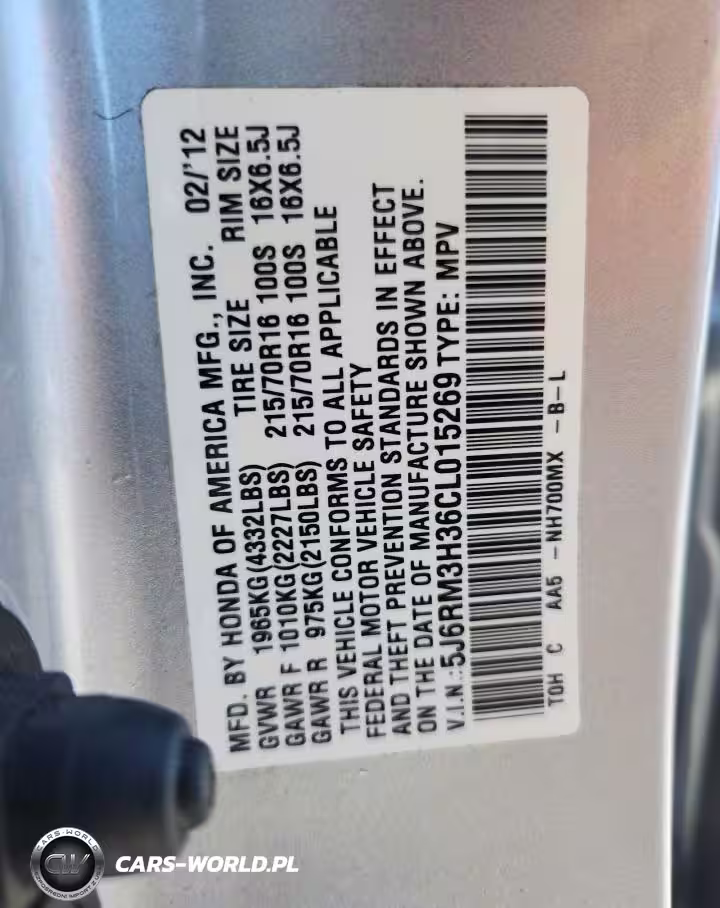 MFD. BY HONDA OF AMERICA MFG., INC. 02/'12
GVWR 1965KG(4332LBS) TIRE SIZE RIM SIZE
GAWR F 1010KG(2227LBS) 215/70R16 100S 16X6.5J
GAWR R 975KG(2150LBS) 215/70R16 100S 16X6.5J
THIS VEHICLE CONFORMS TO ALL APPLICABLE
FEDERAL MOTOR VEHICLE SAFETY
AND THEFT PREVENTION STANDARDS IN EFFECT
ON THE DATE OF MANUFACTURE SHOWN ABOVE.
V.I.N.: 5J6RM3H36CL015269 TYPE: MPV
TOH C AA5 -NH700MX -B-L
CARS-WORLD
CW
CARS-WORLD.PL